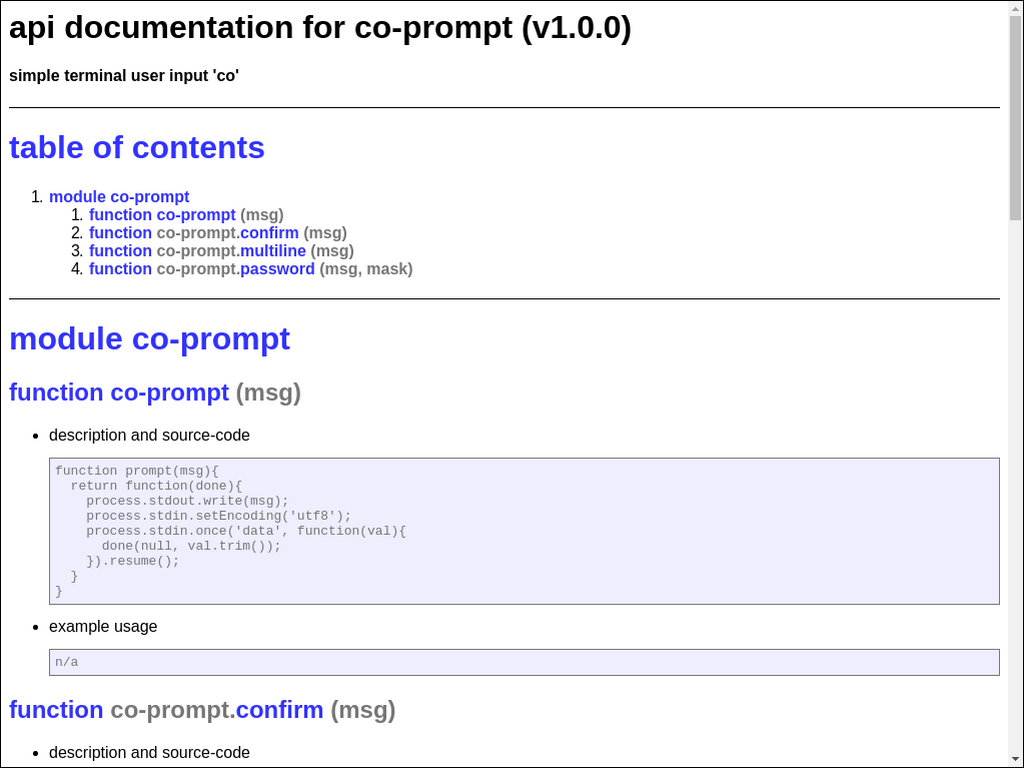 api documentation for co-prompt (v1.0.0)
simple terminal user input 'co'
table of contents
1. module co-prompt
1. function co-prompt (msg)
2. function co-prompt.confirm (msg)
3. function co-prompt.multiline (msg)
4. function co-prompt.password (msg, mask)
module co-prompt
function co-prompt (msg)
• description and source-code
function prompt(msg){
  return function(done){
    process.stdout.write(msg);
    process.stdin.setEncoding('utf8');
    process.stdin.once('data', function(val){
      done(null, val.trim());
    }).resume();
  }
}
• example usage
n/a
function co-prompt.confirm (msg)
• description and source-code